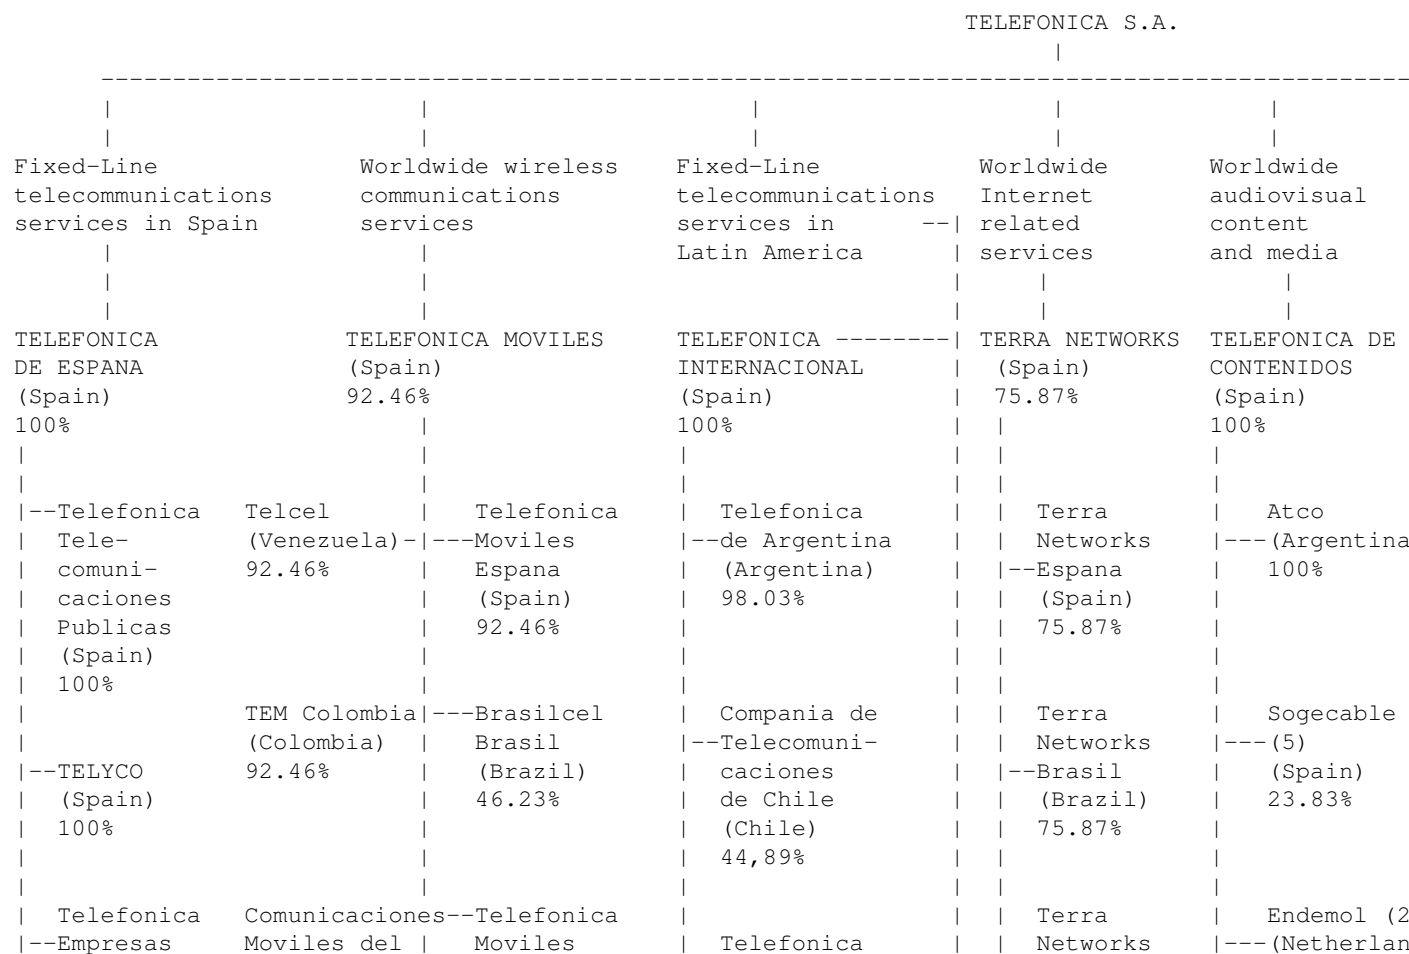 TELEFONICA S.A.
|
-------------------------------------------------------------------------------------------
| | | | |
| | | | |
Fixed-Line Worldwide wireless Fixed-Line Worldwide Worldwide
telecommunications communications telecommunications Internet audiovisual
services in Spain services services in --| related content
| | Latin America | services and media
| | | | |
| | | | |
TELEFONICA TELEFONICA MOVILES TELEFONICA --------| TERRA NETWORKS TELEFONICA DE
DE ESPANA (Spain) INTERNACIONAL | (Spain) CONTENIDOS
(Spain) 92.46% (Spain) | 75.87% (Spain)
100% | 100% | | 100%
| | | | | |
| | | | | |
|--Telefonica Telcel | Telefonica | Telefonica | | Terra | Atco
| Tele- (Venezuela)-|---Moviles |--de Argentina | | Networks |---(Argentina
| comuni- 92.46% | Espana | (Argentina) | |--Espana | 100%
| caciones | (Spain) | 98.03% | | (Spain) |
| Publicas | 92.46% | | | 75.87% |
| (Spain) | | | | |
| 100% | | | | |
| TEM Colombia|---Brasilcel | Compania de | | Terra | Sogecable
| (Colombia) | Brasil |--Telecomuni- | | Networks |---(5)
|--TELYCO 92.46% | (Brazil) | caciones | |--Brasil | (Spain)
| (Spain) | 46.23% | de Chile | | (Brazil) | 23.83%
| 100% | | (Chile) | | 75.87% |
| | | 44,89% | | |
| | | | | |
| Telefonica Comunicaciones--Telefonica | | | Terra | Endemol (2
|--Empresas Moviles del | Moviles | Telefonica | | Networks |---(Netherlan